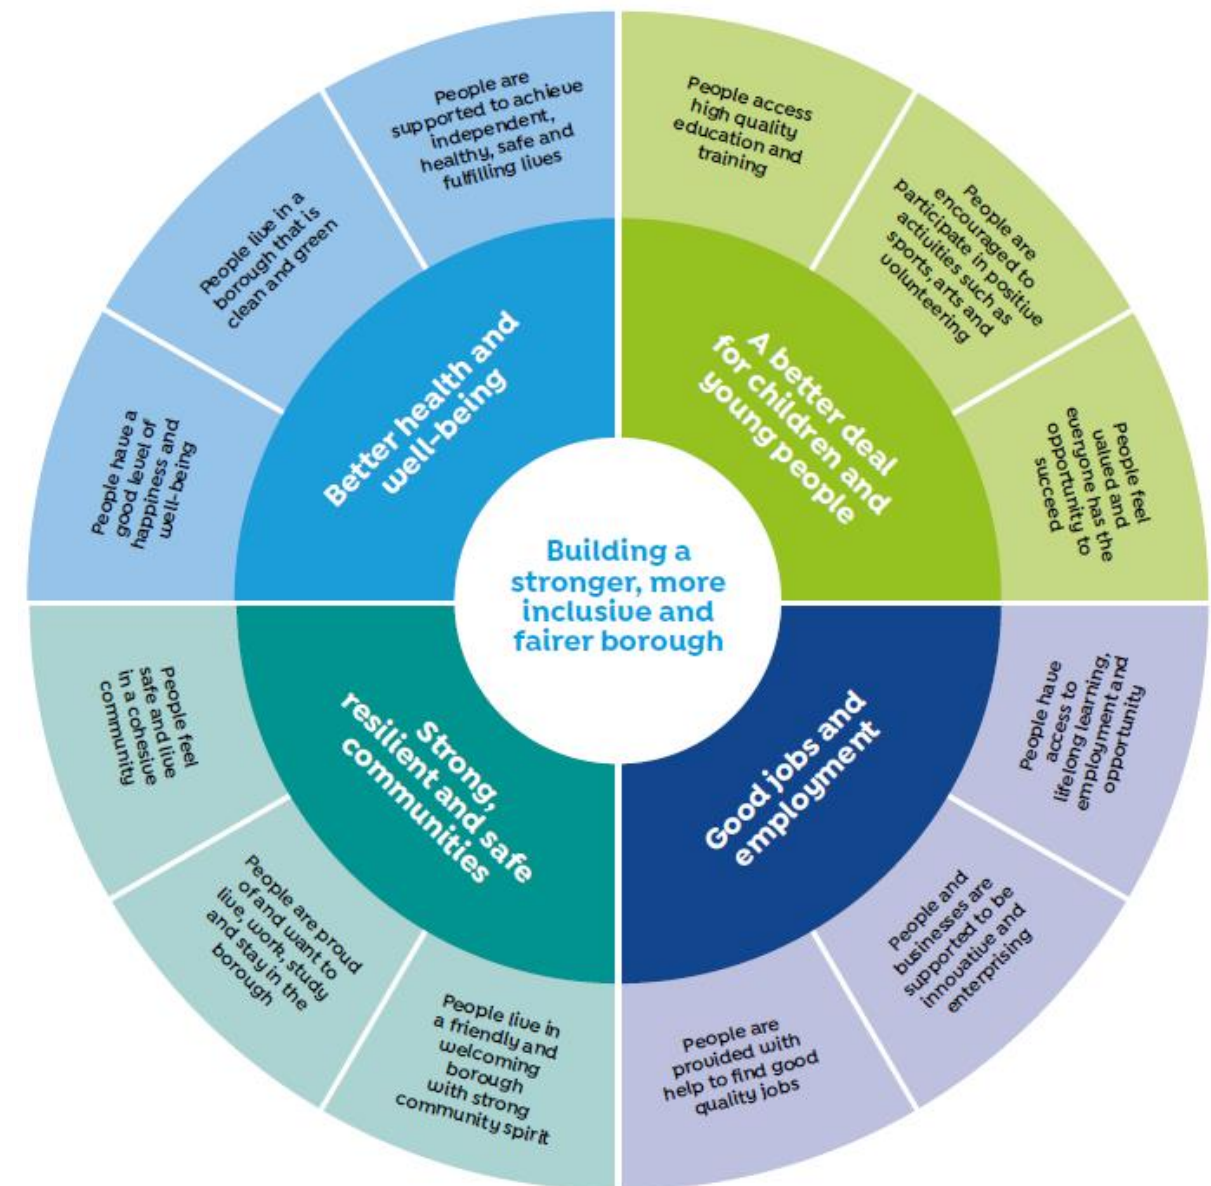 Building a
stronger, more
inclusive and
fairer borough
A better deal
for children and
young people
People access
high quality
education and
training
People are
encouraged to
participate in positive
activities such as
sports, arts and
volunteering
People feel
valued and
everyone has the
opportunity to
succeed
Good jobs and
employment
People have
access to
lifelong learning,
employment and
opportunity
People and
businesses are
supported to be
innovative and
enterprising
People are
provided with
help to find good
quality jobs
Strong,
resilient and safe
communities
People live in
a friendly and
welcoming
borough
with strong
community spirit
People are proud
of and want to
live, work, study
and stay in the
borough
People feel
safe and live
in a cohesive
community
Better health and
well-being
People have a
good level of
happiness and
well-being
People live in a
borough that is
clean and green
People are
supported to achieve
independent,
healthy, safe and
fulfilling lives